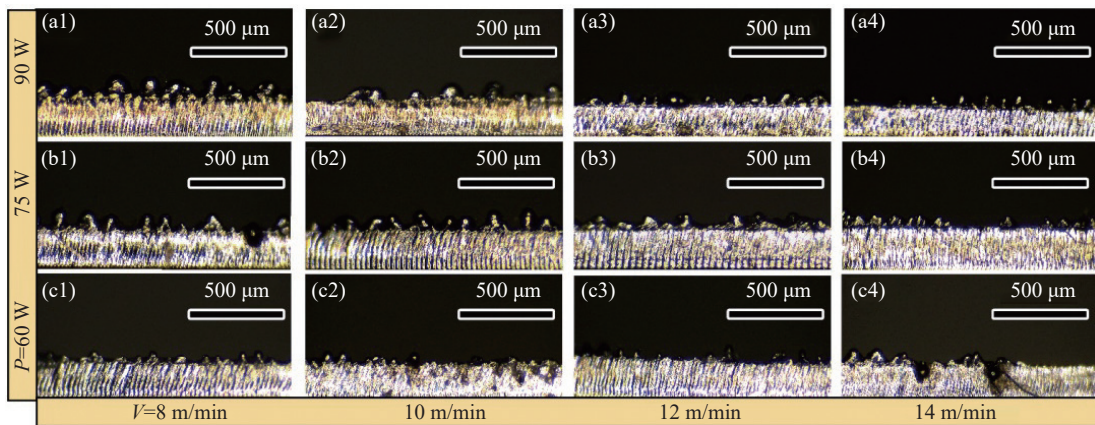 90 W
(a1) 500 μm
(a2) 500 μm
(a3) 500 μm
(a4) 500 μm
75 W
(b1) 500 μm
(b2) 500 μm
(b3) 500 μm
(b4) 500 μm
P=60 W
(c1) 500 μm
(c2) 500 μm
(c3) 500 μm
(c4) 500 μm
V=8 m/min
10 m/min
12 m/min
14 m/min